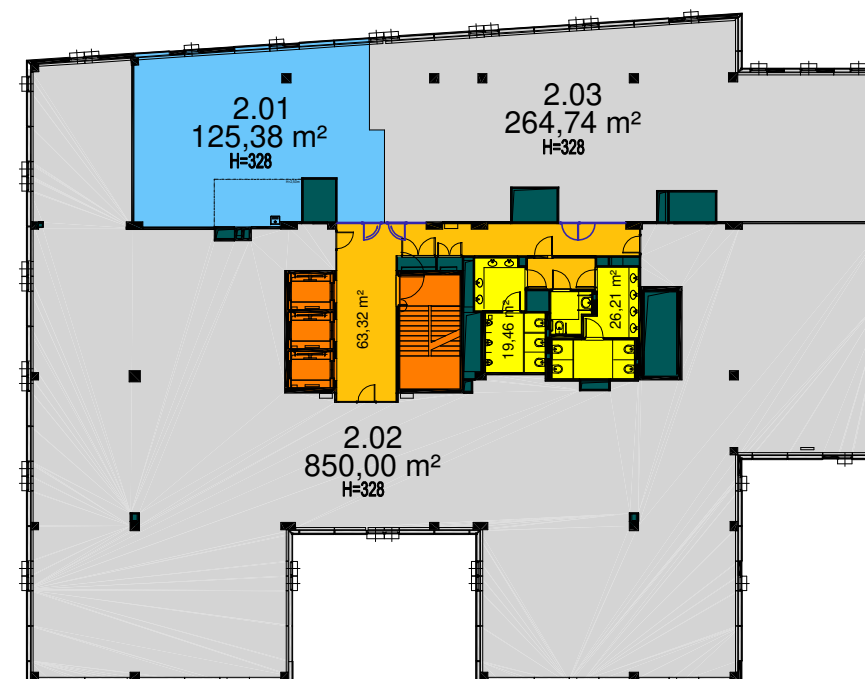 2.01
125,38 m²
H=328
2.03
264,74 m²
H=328
63,32 m²
19,46 m²
26,21 m²
2.02
850,00 m²
H=328